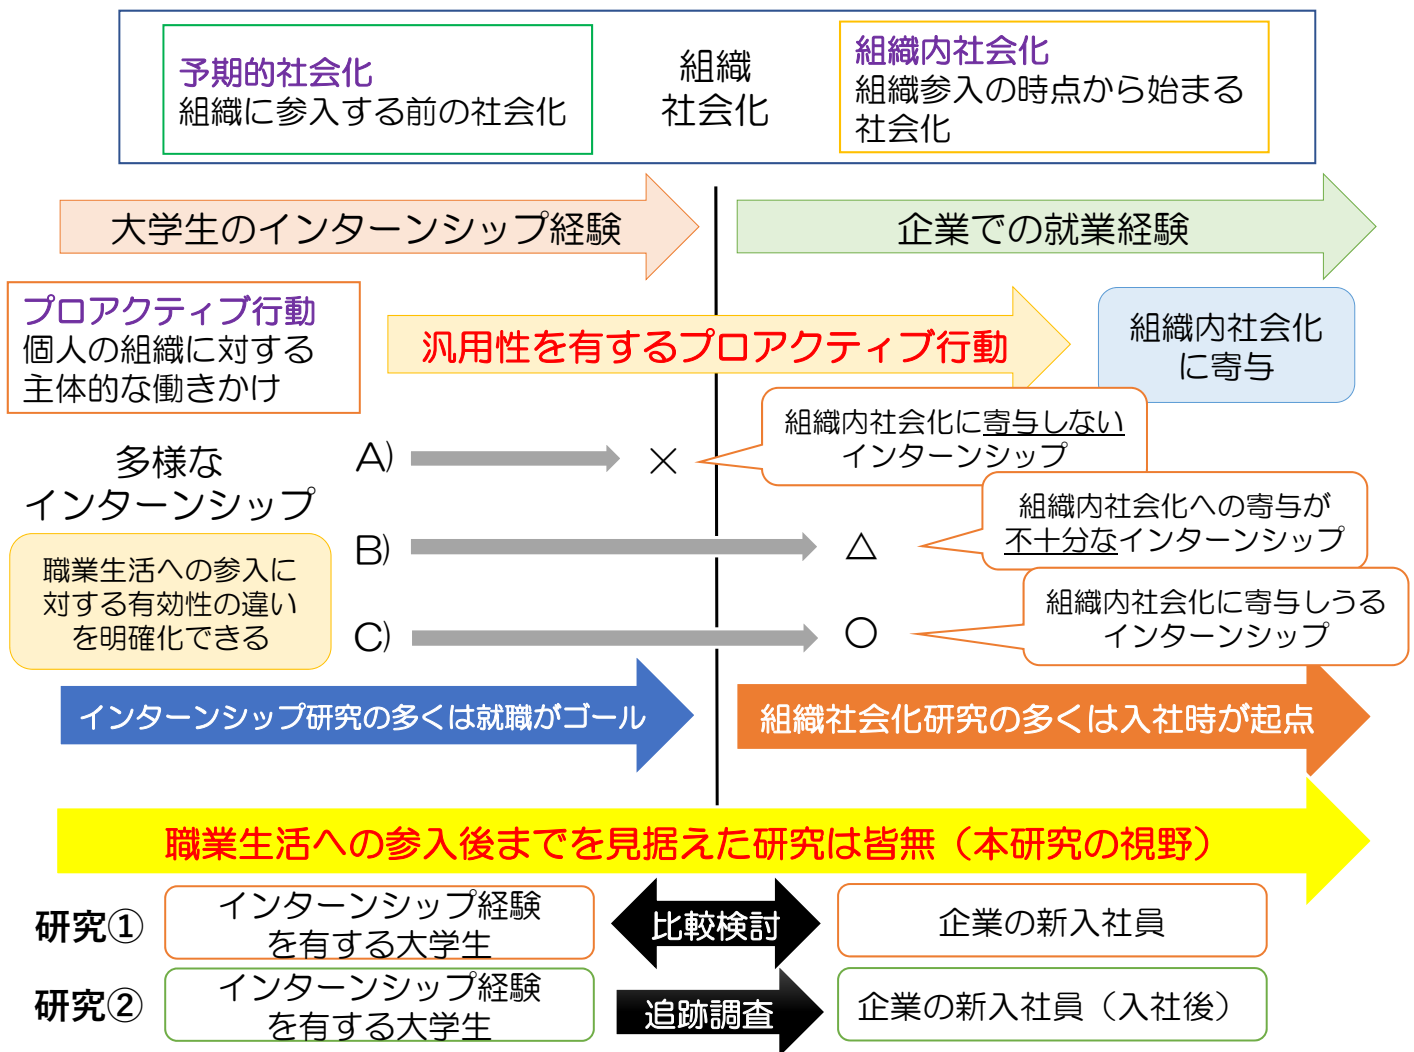 予期的社会化
組織に参入する前の社会化
組織
社会化
組織内社会化
組織参入の時点から始まる
社会化
大学生のインターンシップ経験
企業での就業経験
プロアクティブ行動
個人の組織に対する
主体的な働きかけ
汎用性を有するプロアクティブ行動
組織内社会化
に寄与
多様な
インターンシップ
職業生活への参入に
対する有効性の違い
を明確化できる
A)
×
組織内社会化に寄与しない
インターンシップ
B)
△
組織内社会化への寄与が
不十分なインターンシップ
C)
○
組織内社会化に寄与しうる
インターンシップ
インターンシップ研究の多くは就職がゴール
組織社会化研究の多くは入社時が起点
職業生活への参入後までを見据えた研究は皆無（本研究の視野）
研究①
インターンシップ経験
を有する大学生
比較検討
企業の新入社員
研究②
インターンシップ経験
を有する大学生
追跡調査
企業の新入社員（入社後）